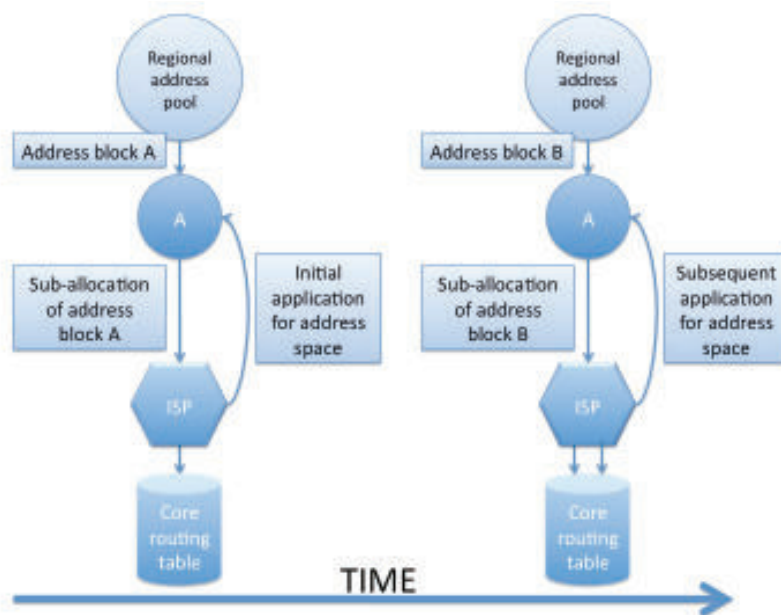 Regional
address
pool
Address block A
A
Sub-allocation
of address
block A
Initial
application
for address
space
ISP
Core
routing
table
Regional
address
pool
Address block B
A
Sub-allocation
of address
block B
Subsequent
application
for address
space
ISP
Core
routing
table
TIME